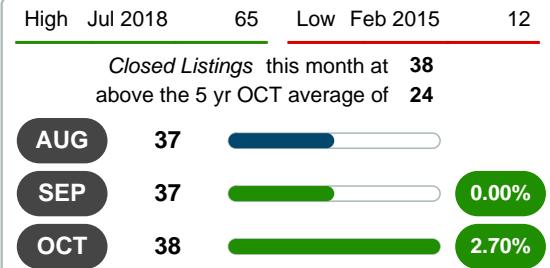 High Jul 2018 65 Low Feb 2015 12
Closed Listings this month at 38
above the 5 yr OCT average of 24
AUG 37
SEP 37 0.00%
OCT 38 2.70%